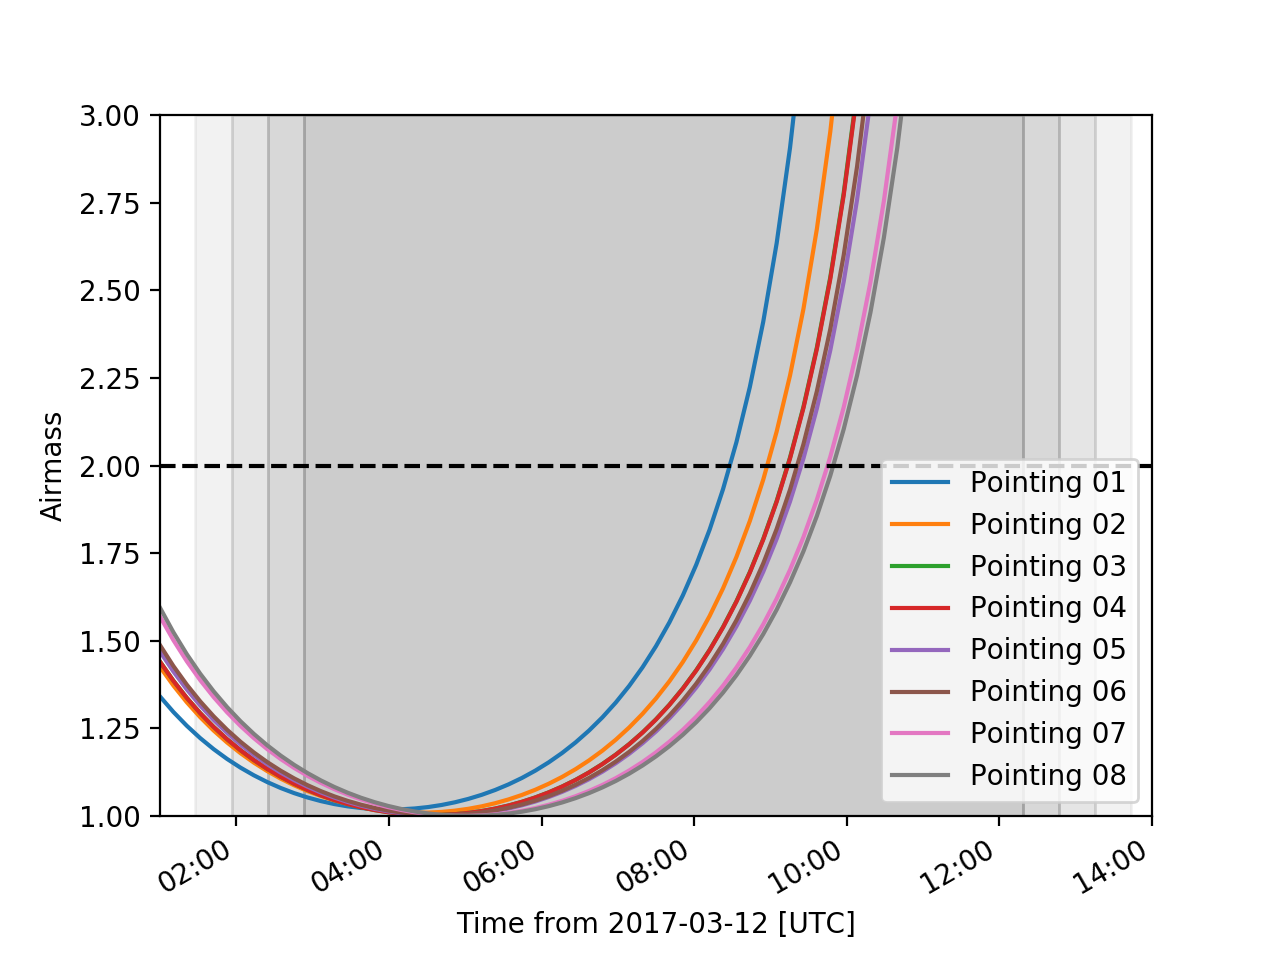 3.00
2.75
2.50
2.25
2.00
1.75
1.50
1.25
1.00
Airmass
Pointing 01
Pointing 02
Pointing 03
Pointing 04
Pointing 05
Pointing 06
Pointing 07
Pointing 08
02:00 04:00 06:00 08:00 10:00 12:00 14:00
Time from 2017-03-12 [UTC]